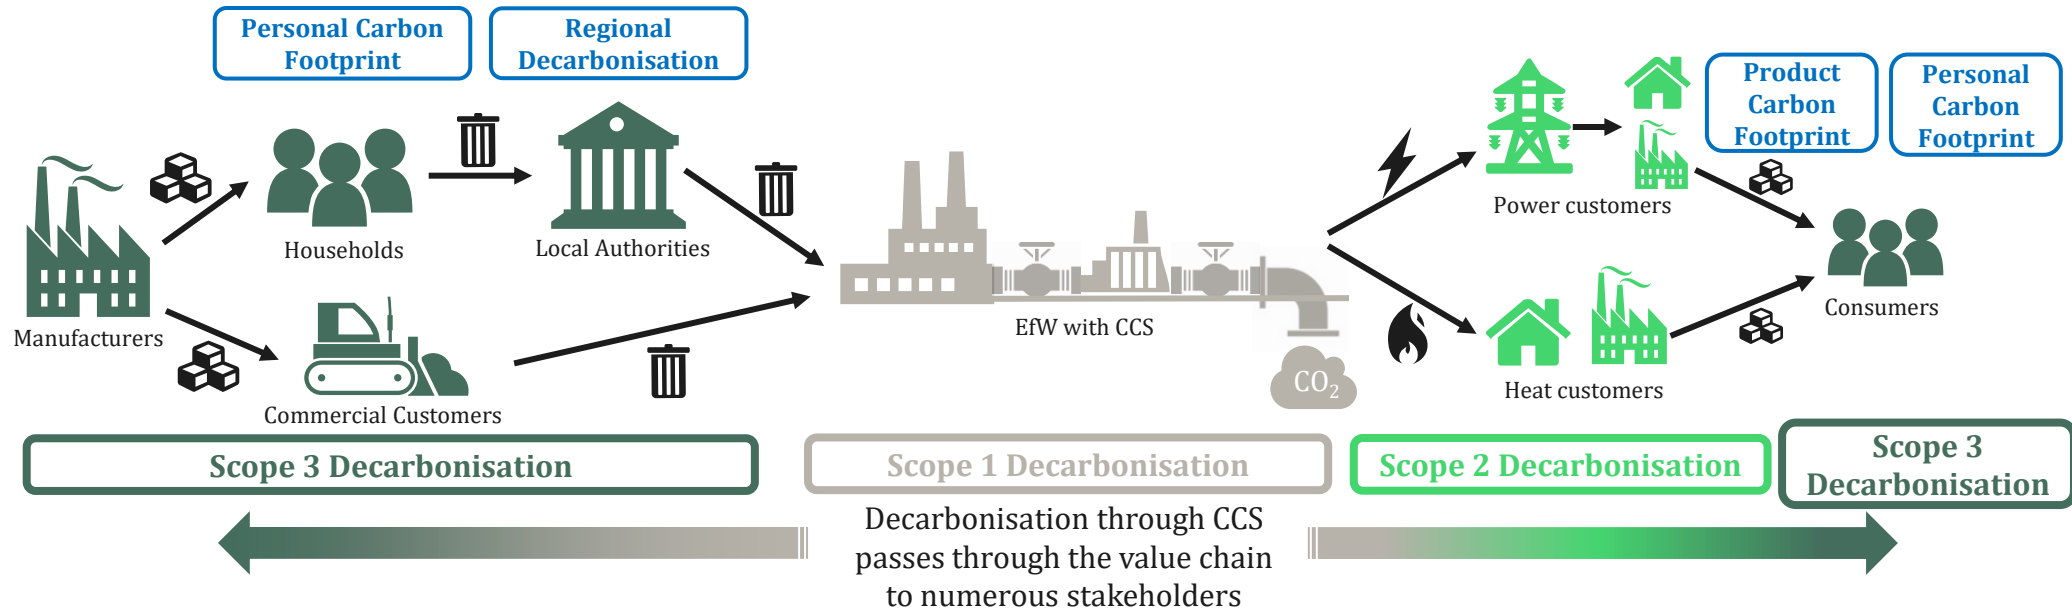 Personal Carbon
Footprint
Regional
Decarbonisation
Product
Carbon
Footprint
Personal
Carbon
Footprint
Manufacturers
Households
Local Authorities
Commercial Customers
EfW with CCS
CO₂
Power customers
Heat customers
Consumers
Scope 3 Decarbonisation
Scope 1 Decarbonisation
Scope 2 Decarbonisation
Scope 3
Decarbonisation
Decarbonisation through CCS
passes through the value chain
to numerous stakeholders